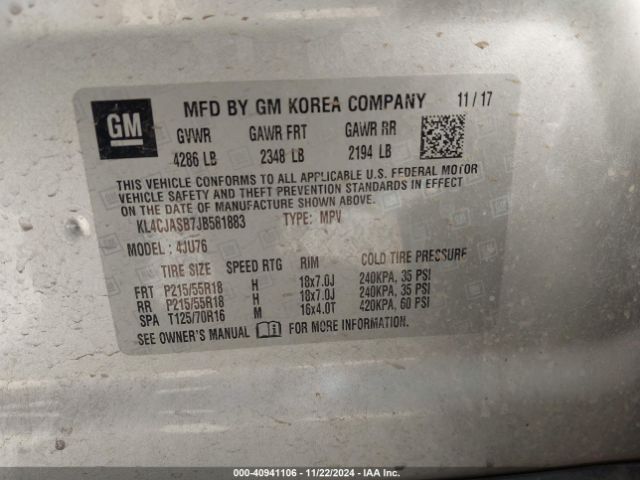 GM
MFD BY GM KOREA COMPANY 11/17
GVWR GAWR FRT GAWR RR
4286 LB 2348 LB 2194 LB
THIS VEHICLE CONFORMS TO ALL APPLICABLE U.S. FEDERAL MOTOR
VEHICLE SAFETY AND THEFT PREVENTION STANDARDS IN EFFECT
ON THE DATE OF MANUFACTURE SHOWN ABOVE.
KL4CJASB7JB581883 TYPE: MPV
MODEL: 4JU76
TIRE SIZE SPEED RTG RIM COLD TIRE PRESSURE
FRT P215/55R18 H 18x7.0J 240KPA, 35 PSI
RR P215/55R18 H 18x7.0J 240KPA, 35 PSI
SPA T125/70R16 M 16x4.0T 420KPA, 60 PSI
SEE OWNER'S MANUAL FOR MORE INFORMATION.
000-40941106 - 11/22/2024 - IAA Inc.